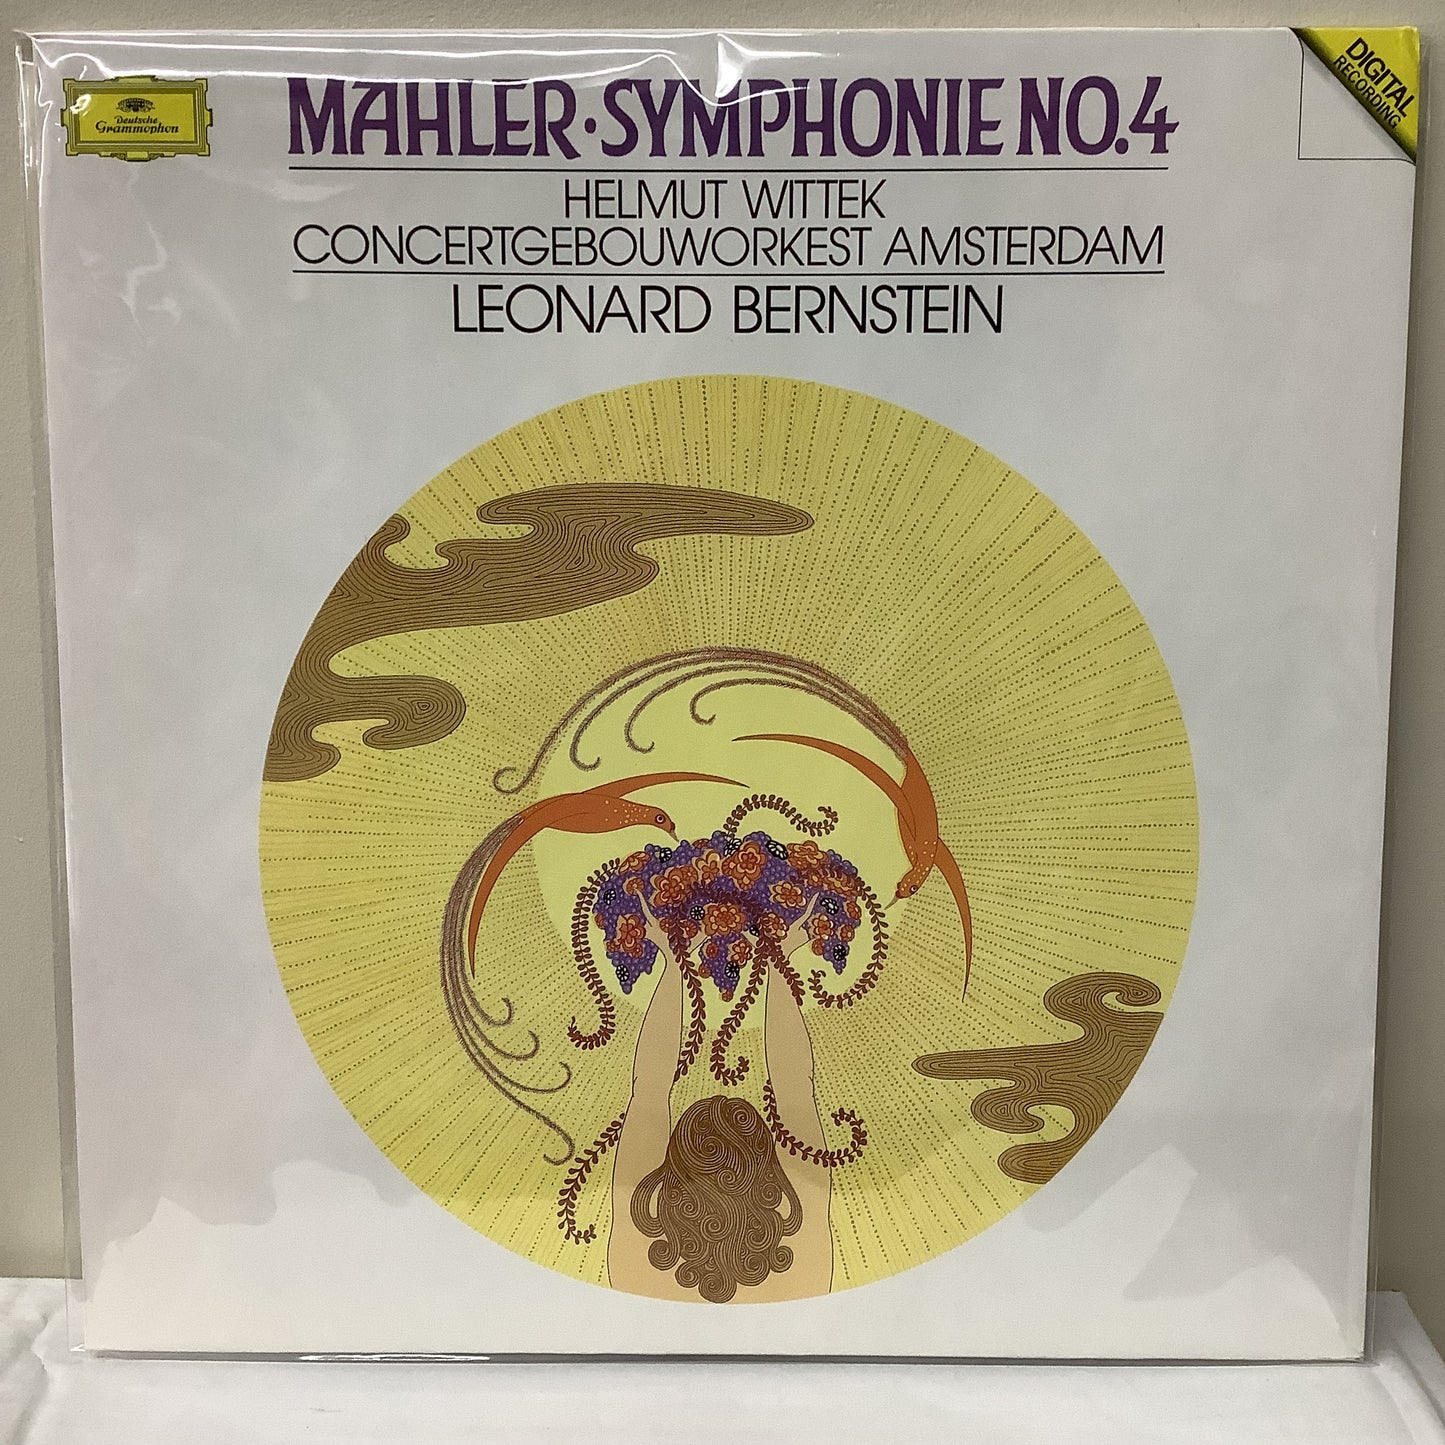 Deutsche
Grammophon
MAHLER·SYMPHONIE NO.4
HELMUT WITTEK
CONCERTGEBOUWORKEST AMSTERDAM
LEONARD BERNSTEIN
DIGITAL
RECORDING